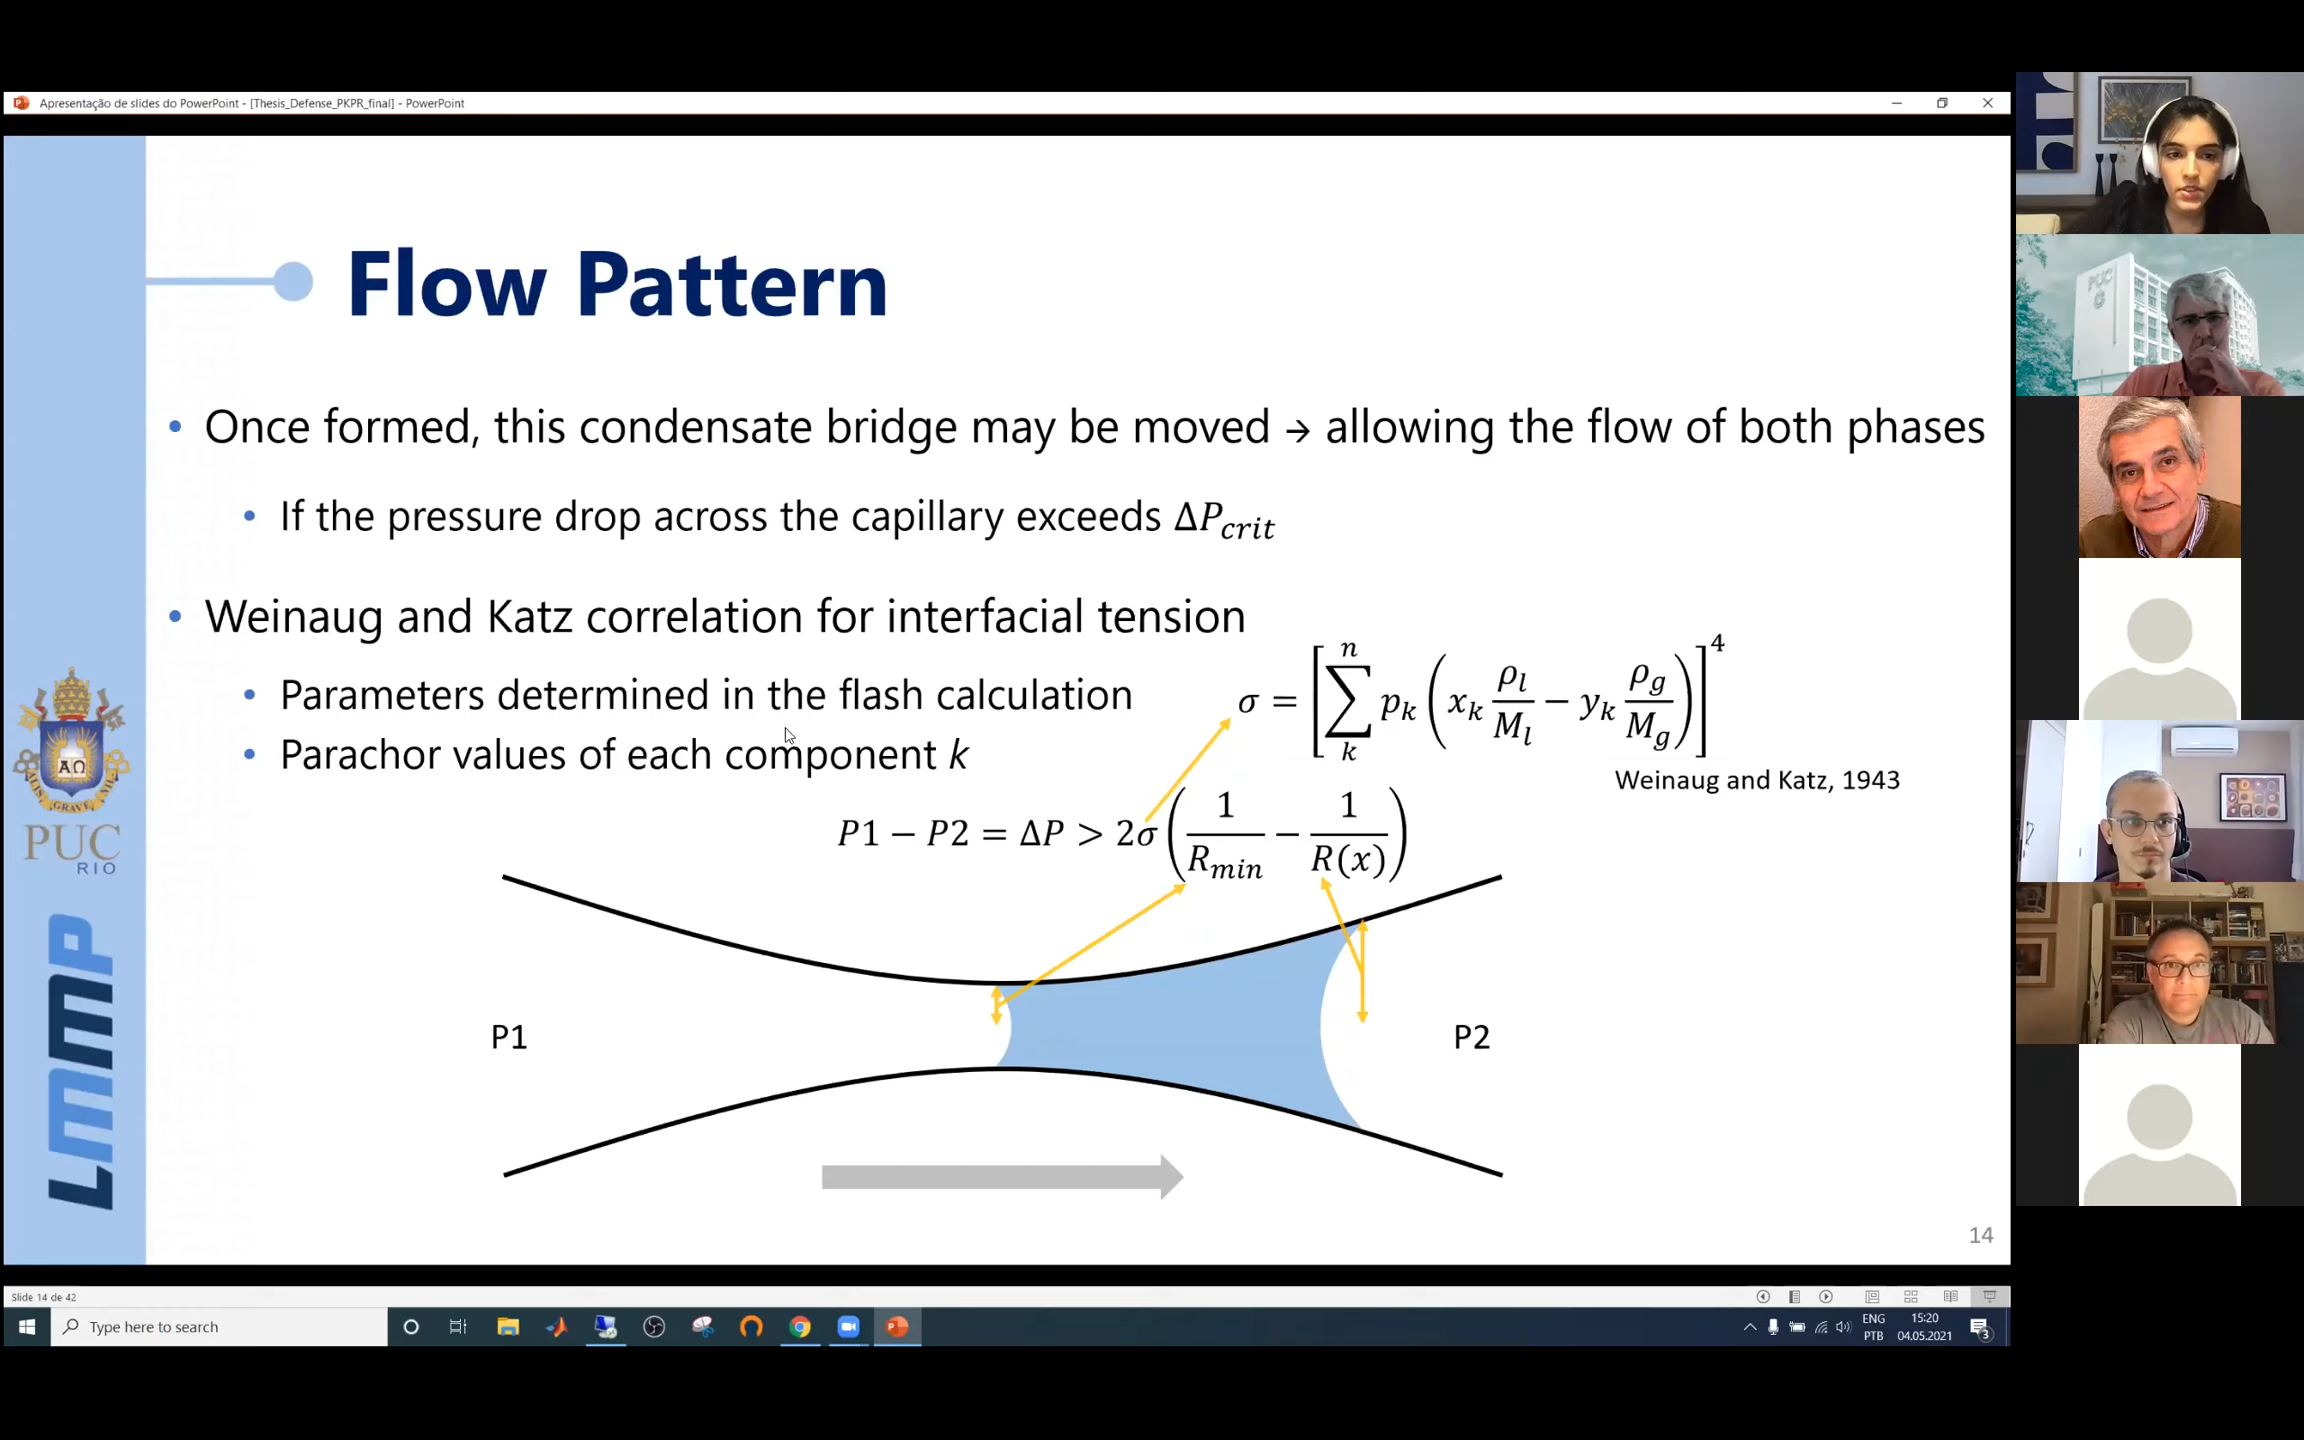 Apresentação de slides do PowerPoint - [Thesis_Defense_PKPR_final] - PowerPoint
Flow Pattern
• Once formed, this condensate bridge may be moved → allowing the flow of both phases
• If the pressure drop across the capillary exceeds ΔP_crit
• Weinaug and Katz correlation for interfacial tension
• Parameters determined in the flash calculation
• Parachor values of each component k
σ = [∑_k^n p_k (x_k ρ_l/M_l − y_k ρ_g/M_g)]^4
Weinaug and Katz, 1943
P1 − P2 = ΔP > 2σ (1/R_min − 1/R(x))
P1
P2
PUC
RIO
LMMP
14
Slide 14 de 42
Type here to search
ENG
PTB
15:20
04.05.2021
3
PUC